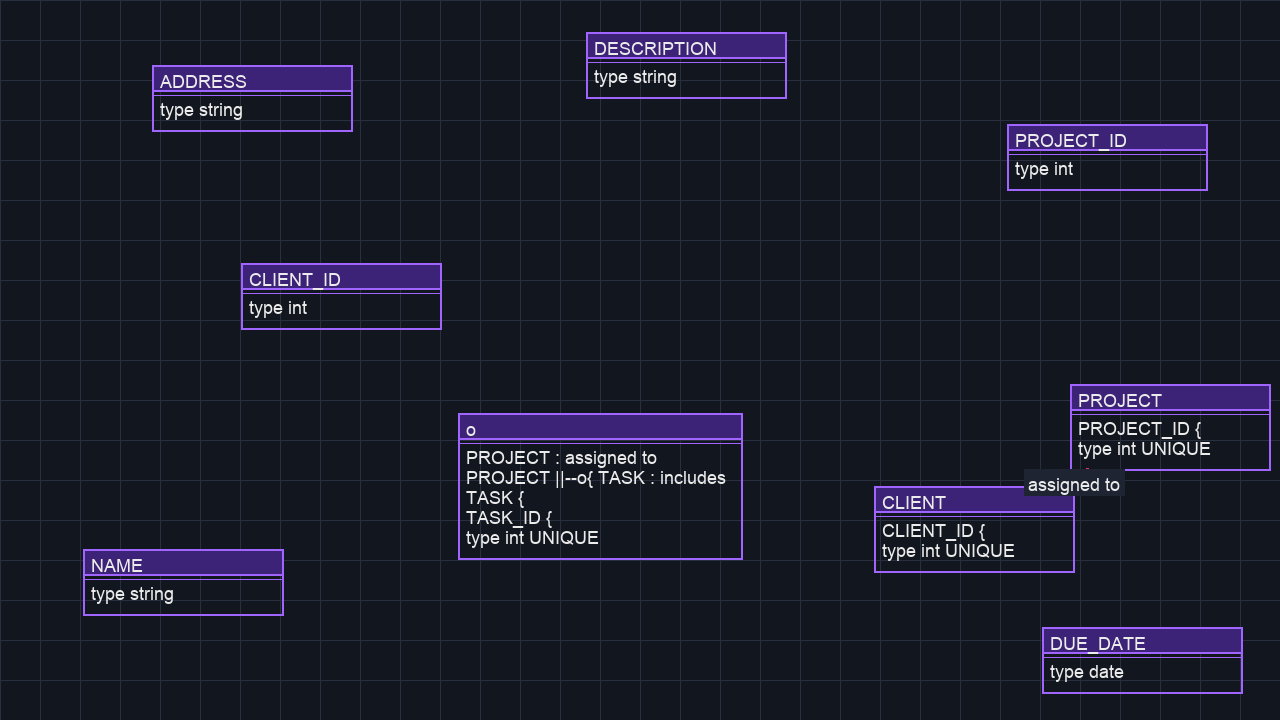 DESCRIPTION
type string
ADDRESS
type string
PROJECT_ID
type int
CLIENT_ID
type int
PROJECT
PROJECT_ID {
type int UNIQUE
o
PROJECT : assigned to
PROJECT ||--o{ TASK : includes
TASK {
TASK_ID {
type int UNIQUE
assigned to
CLIENT
CLIENT_ID {
type int UNIQUE
NAME
type string
DUE_DATE
type date